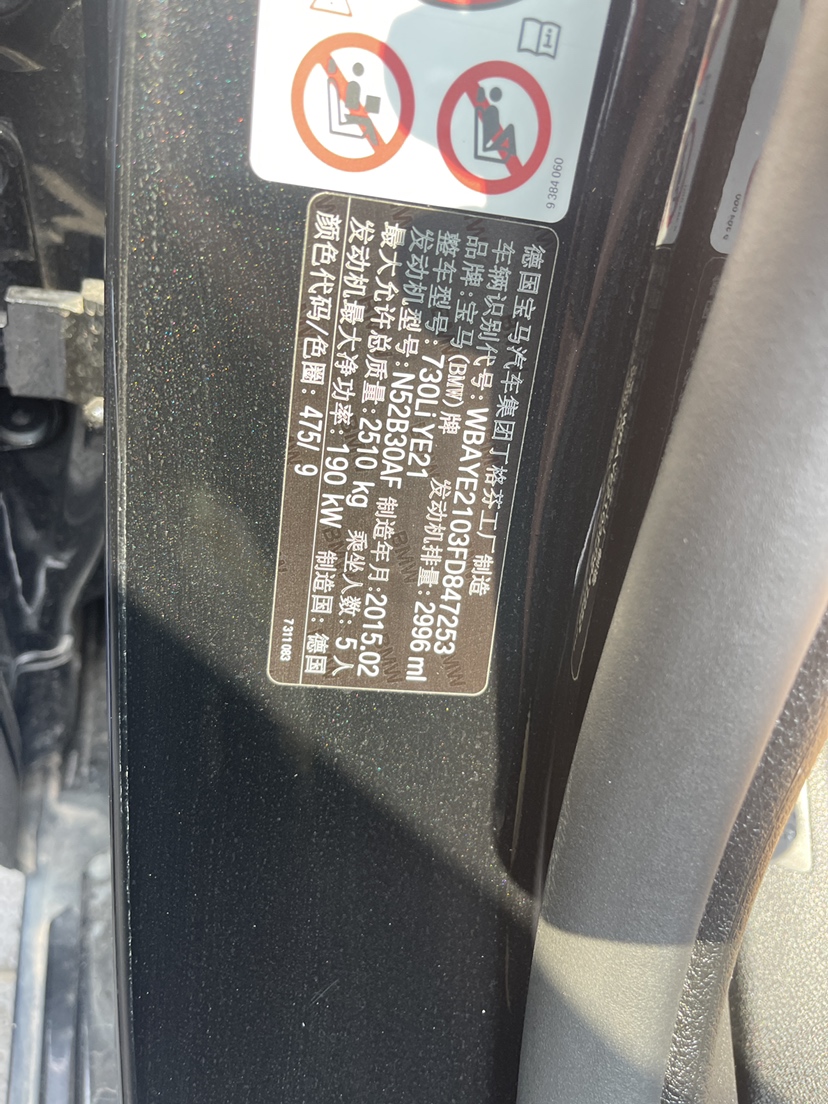 9 384 060
德国宝马汽车集团丁格芬工厂 制造
车辆识别代号:WBAYE2103FD847253
品牌:宝马(BMW)牌 发动机排量:2996 ml
整车型号:730Li YE21
发动机型号:N52B30AF 制造年月:2015.02
最大允许总质量:2510 kg 乘坐人数: 5 人
发动机最大净功率:190 kW 制造国: 德国
颜色代码/色圈: 475/ 9
7 311 083